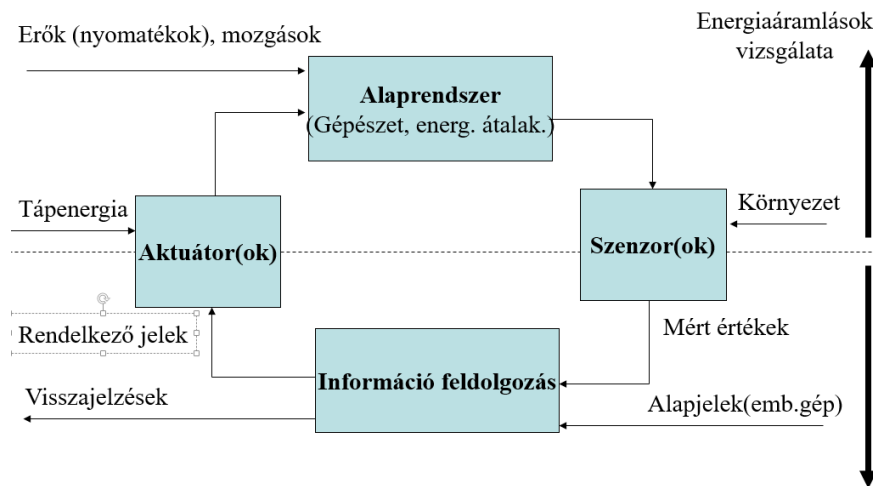 Erők (nyomatékok), mozgások
Energiaáramlások
vizsgálata
Alaprendszer
(Gépészet, energ. átalak.)
Tápenergia
Környezet
Aktuátor(ok)
Szenzor(ok)
Rendelkező jelek
Mért értékek
Információ feldolgozás
Visszajelzések
Alapjelek(emb.gép)